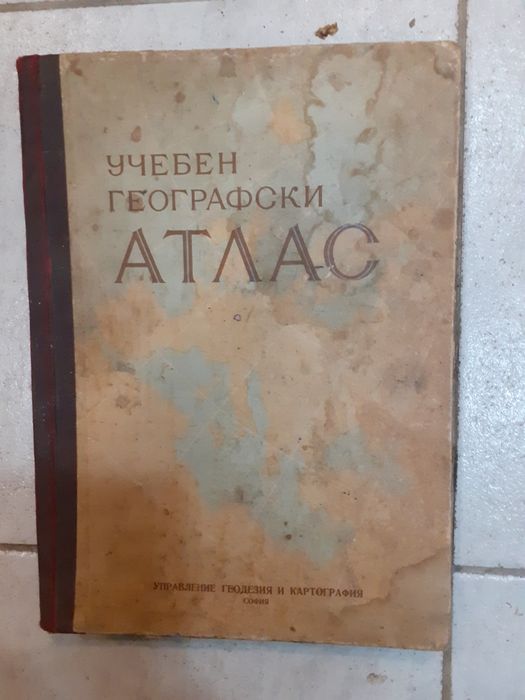 УЧЕБЕН
ГЕОГРАФСКИ
АТЛАС
УПРАВЛЕНИЕ ГЕОДЕЗИЯ И КАРТОГРАФИЯ
СОФИЯ